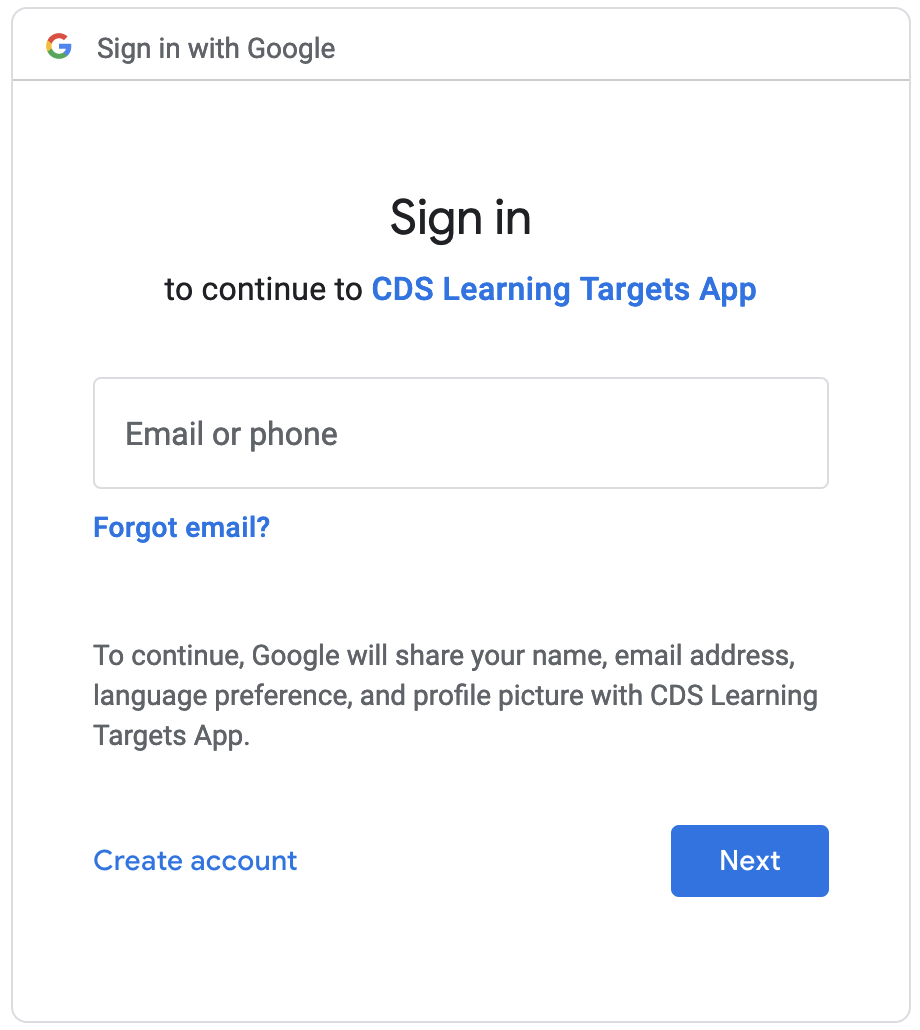 Sign in with Google
Sign in
to continue to CDS Learning Targets App
Email or phone
Forgot email?
To continue, Google will share your name, email address,
language preference, and profile picture with CDS Learning
Targets App.
Create account
Next